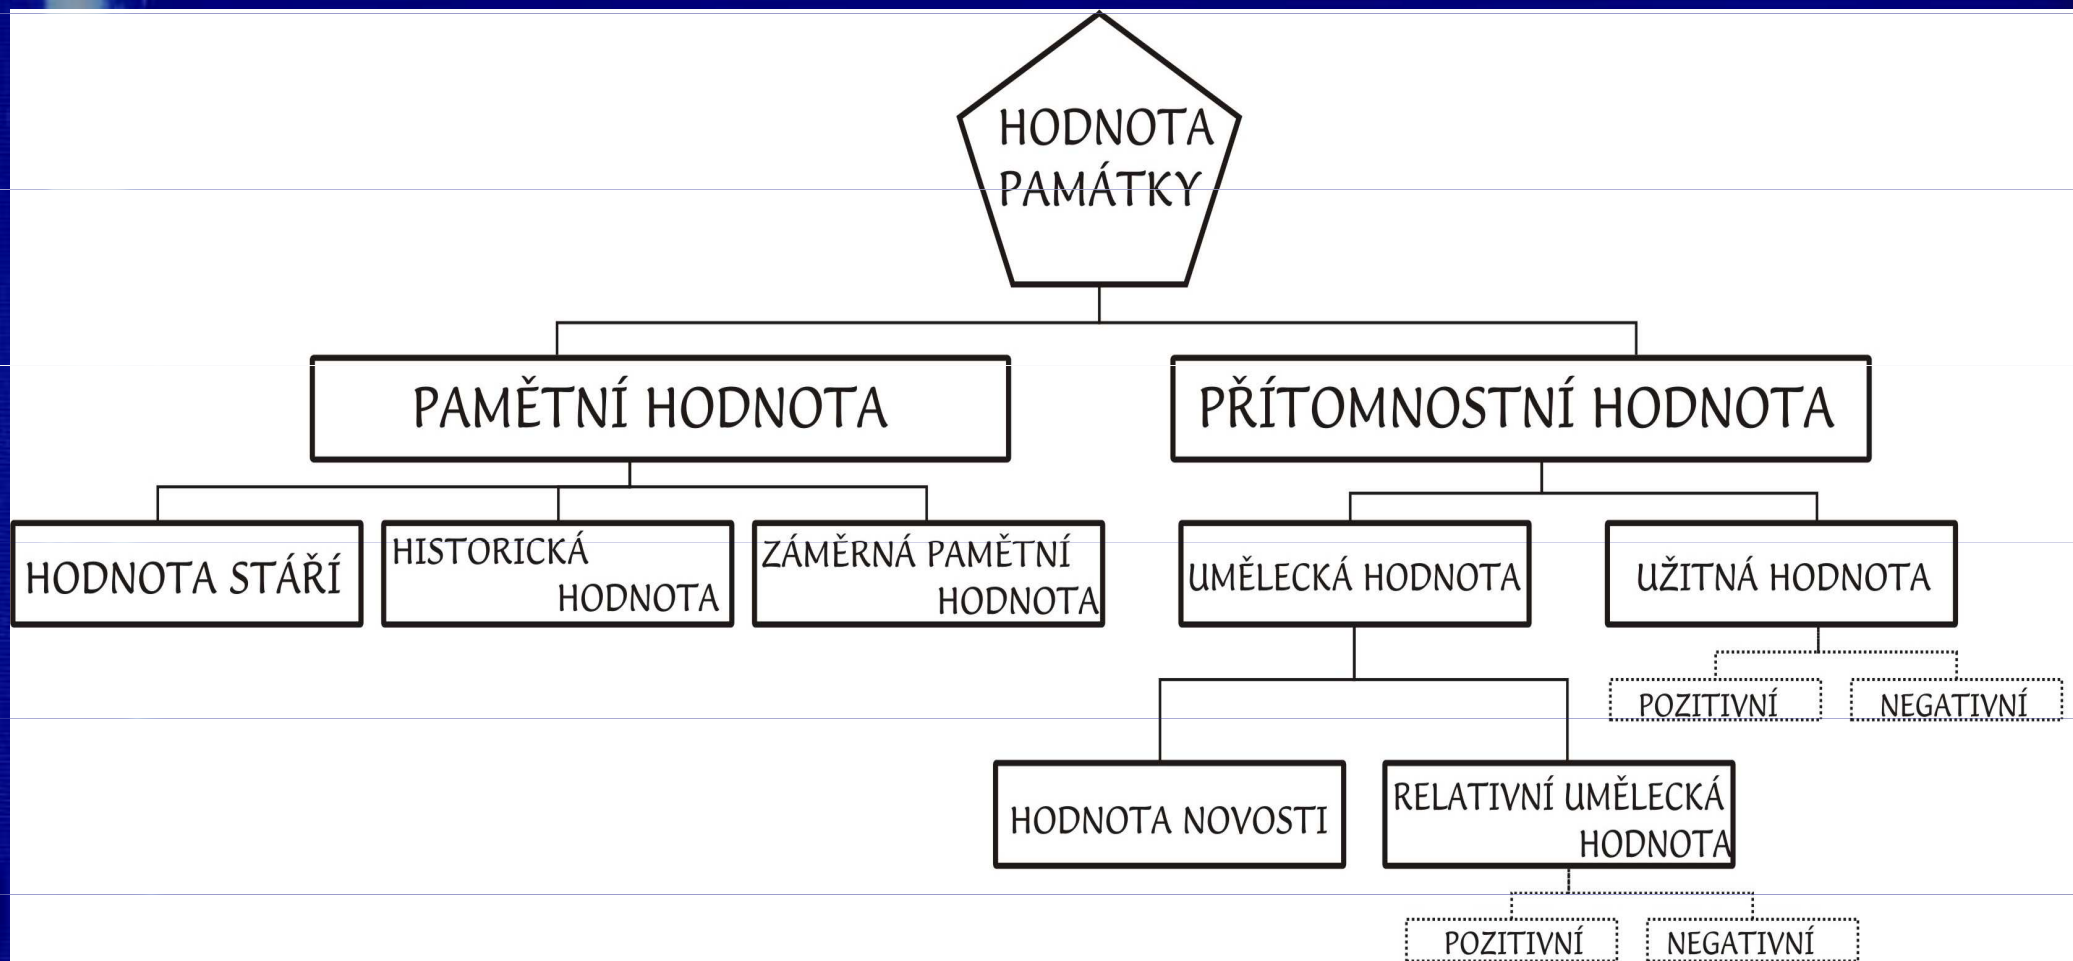 HODNOTA
PAMÁTKY
PAMĚTNÍ HODNOTA
PŘÍTOMNOSTNÍ HODNOTA
HODNOTA STÁŘÍ
HISTORICKÁ
HODNOTA
ZÁMĚRNÁ PAMĚTNÍ
HODNOTA
UMĚLECKÁ HODNOTA
UŽITNÁ HODNOTA
POZITIVNÍ
NEGATIVNÍ
HODNOTA NOVOSTI
RELATIVNÍ UMĚLECKÁ
HODNOTA
POZITIVNÍ
NEGATIVNÍ